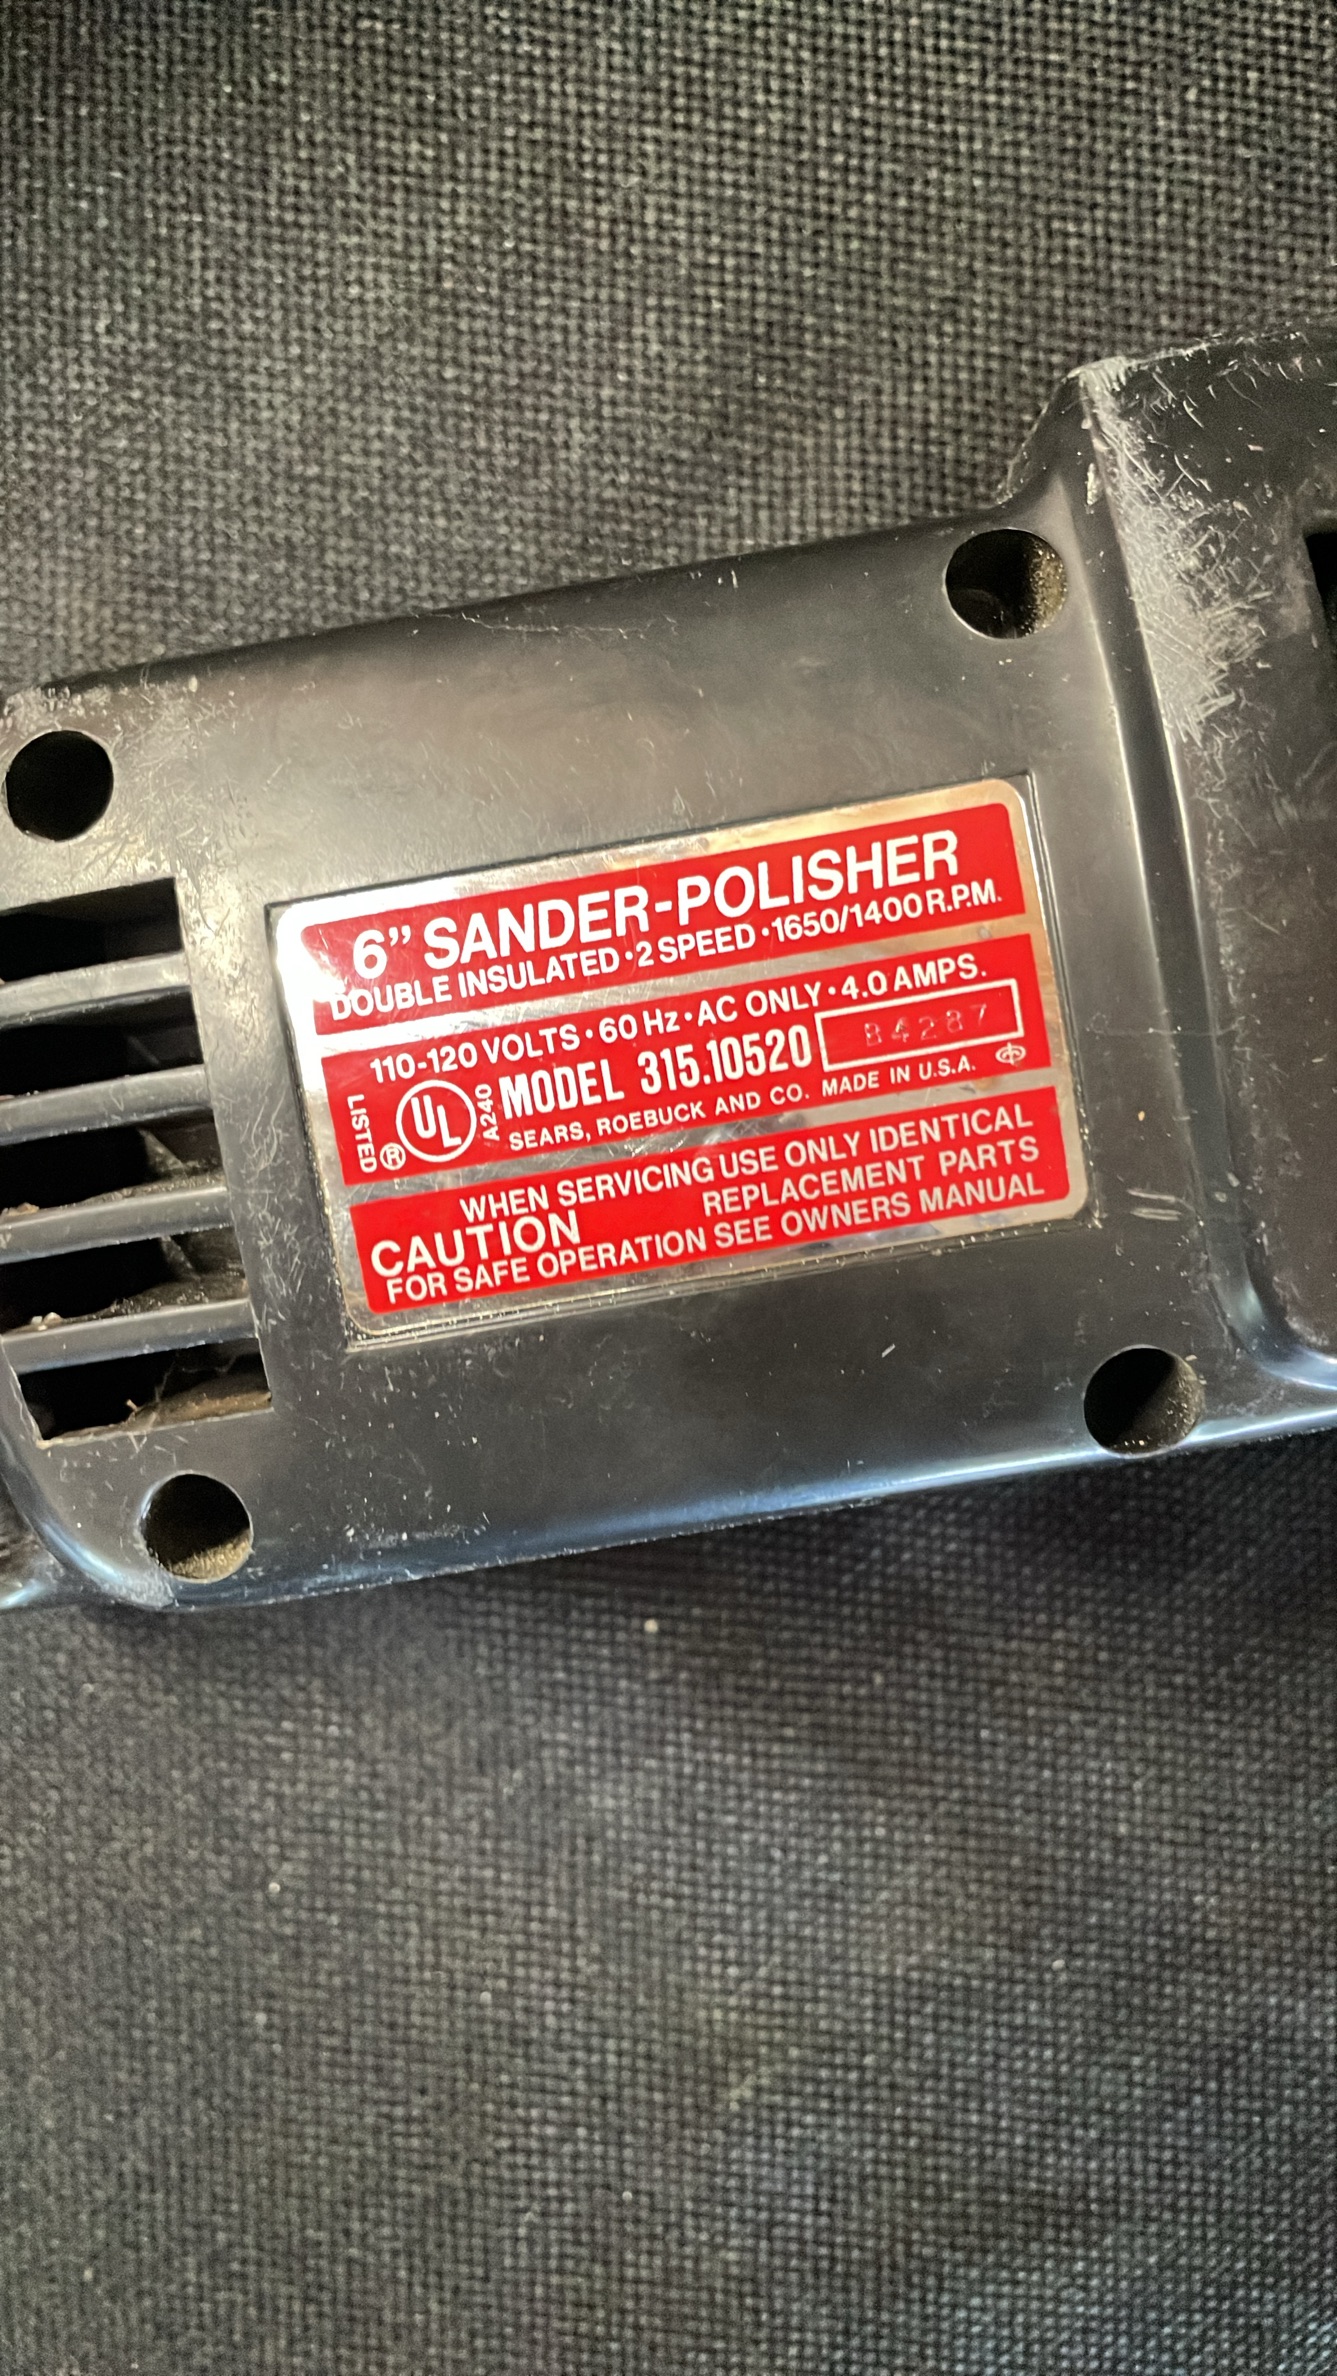 6” SANDER-POLISHER
DOUBLE INSULATED • 2 SPEED • 1650/1400 R.P.M.
110-120 VOLTS • 60 Hz • AC ONLY • 4.0 AMPS.
LISTED ® UL A240 MODEL 315.10520 B4287
SEARS, ROEBUCK AND CO. MADE IN U.S.A.
WHEN SERVICING USE ONLY IDENTICAL
CAUTION REPLACEMENT PARTS
FOR SAFE OPERATION SEE OWNERS MANUAL